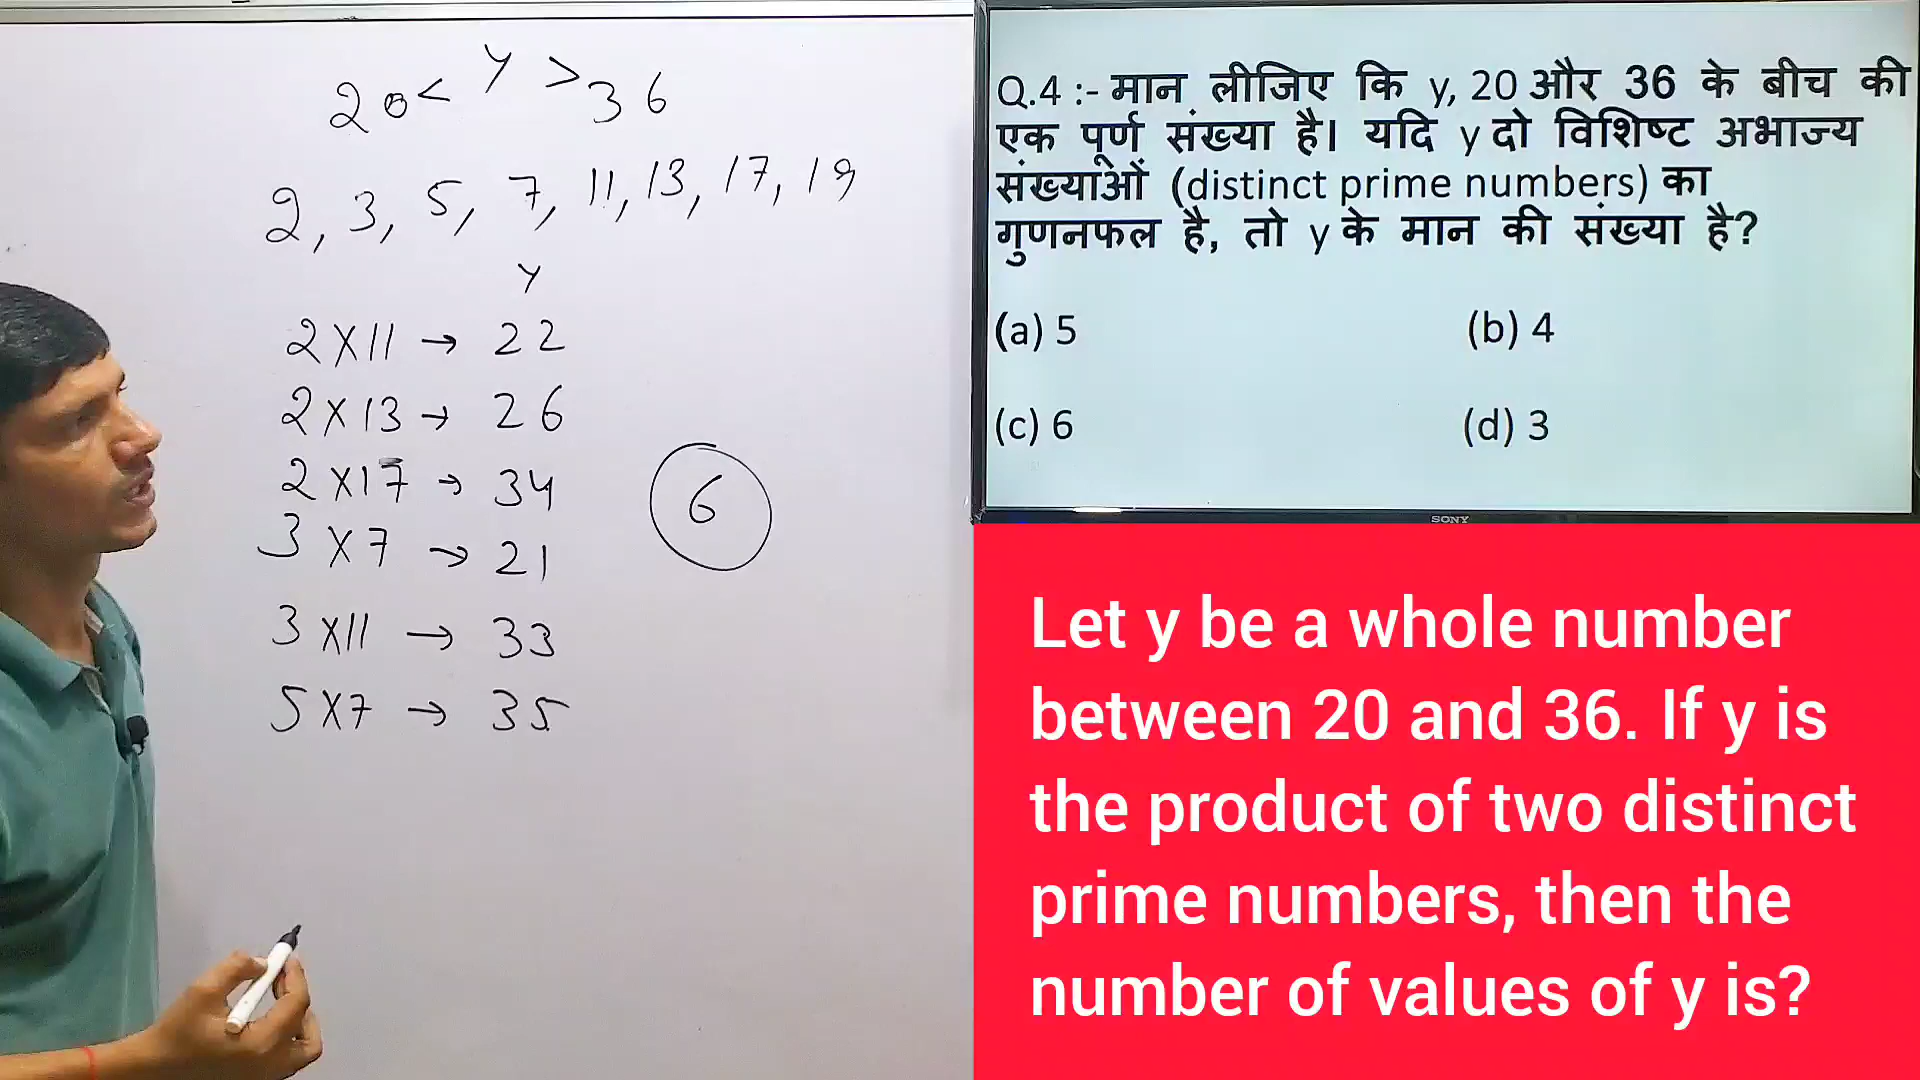 20 < y > 36
2, 3, 5, 7, 11, 13, 17, 19
y
2 X 11 → 22
2 X 13 → 26
2 X 17 → 34
3 X 7 → 21
3 X 11 → 33
5 X 7 → 35
6
Q.4 :- मान लीजिए कि y, 20 और 36 के बीच की
एक पूर्ण संख्या है। यदि y दो विशिष्ट अभाज्य
संख्याओं (distinct prime numbers) का
गुणनफल है, तो y के मान की संख्या है?
(a) 5 (b) 4
(c) 6 (d) 3
SONY
Let y be a whole number
between 20 and 36. If y is
the product of two distinct
prime numbers, then the
number of values of y is?